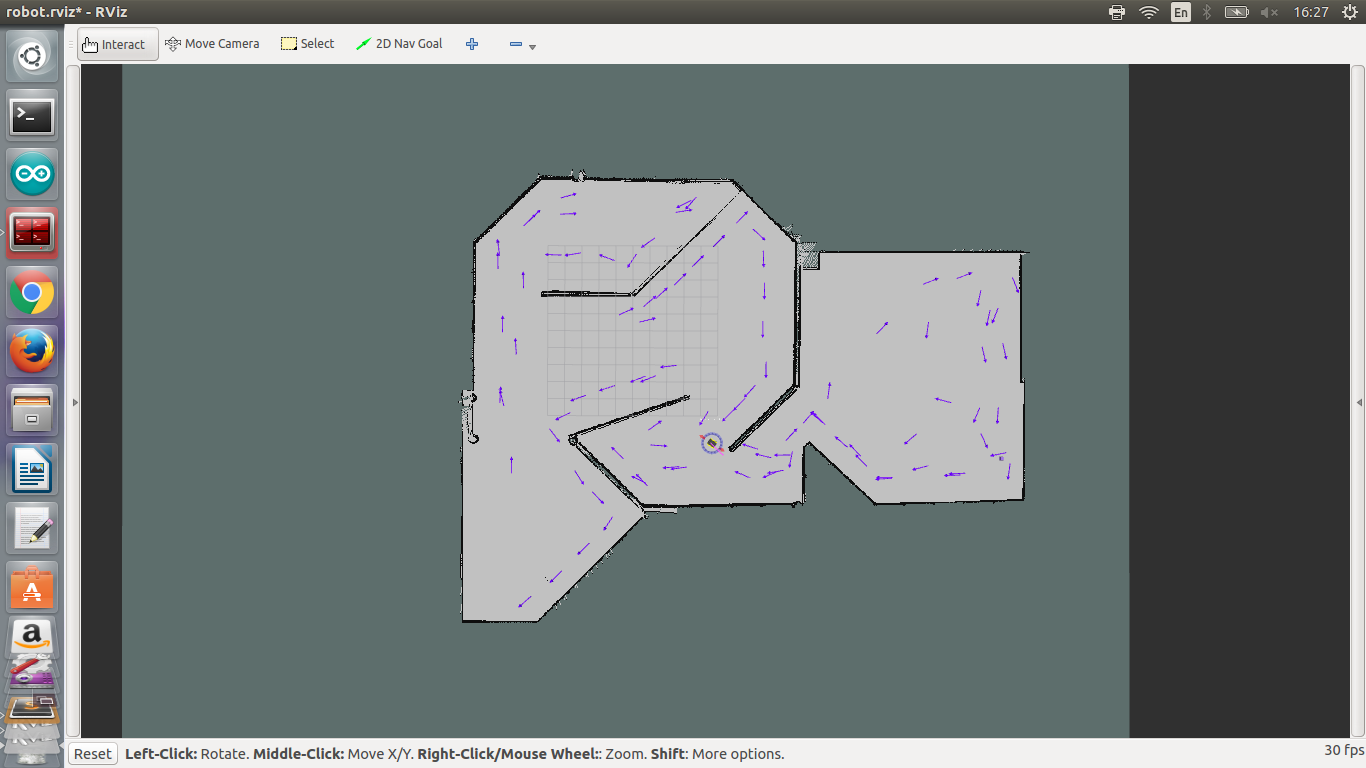 robot.rviz* - RViz
En
16:27
Interact
Move Camera
Select
2D Nav Goal
Reset
Left-Click: Rotate. Middle-Click: Move X/Y. Right-Click/Mouse Wheel:: Zoom. Shift: More options.
30 fps